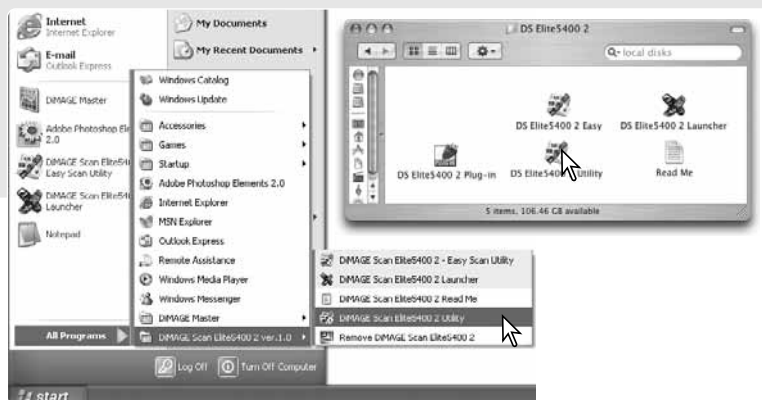 Internet
Internet Explorer
E-mail
Outlook Express
DiMAGE Master
Adobe Photoshop El
2.0
DiMAGE Scan Elite54
Easy Scan Utility
DiMAGE Scan Elite54
Launcher
Notepad
All Programs
My Documents
My Recent Documents
Windows Catalog
Windows Update
Accessories
Games
Startup
Adobe Photoshop Elements 2.0
Internet Explorer
MSN Explorer
Outlook Express
Remote Assistance
Windows Media Player
Windows Messenger
DiMAGE Master
DiMAGE Scan Elite5400 2 ver.1.0
DiMAGE Scan Elite5400 2 - Easy Scan Utility
DiMAGE Scan Elite5400 2 Launcher
DiMAGE Scan Elite5400 2 Read Me
DiMAGE Scan Elite5400 2 Utility
Remove DiMAGE Scan Elite5400 2
Log Off
Turn Off Computer
start
DS Elite5400 2
local disks
DS Elite5400 2 Easy
DS Elite5400 2 Launcher
DS Elite5400 2 Plug-in
DS Elite5400 2 Utility
Read Me
5 items, 106.46 GB available